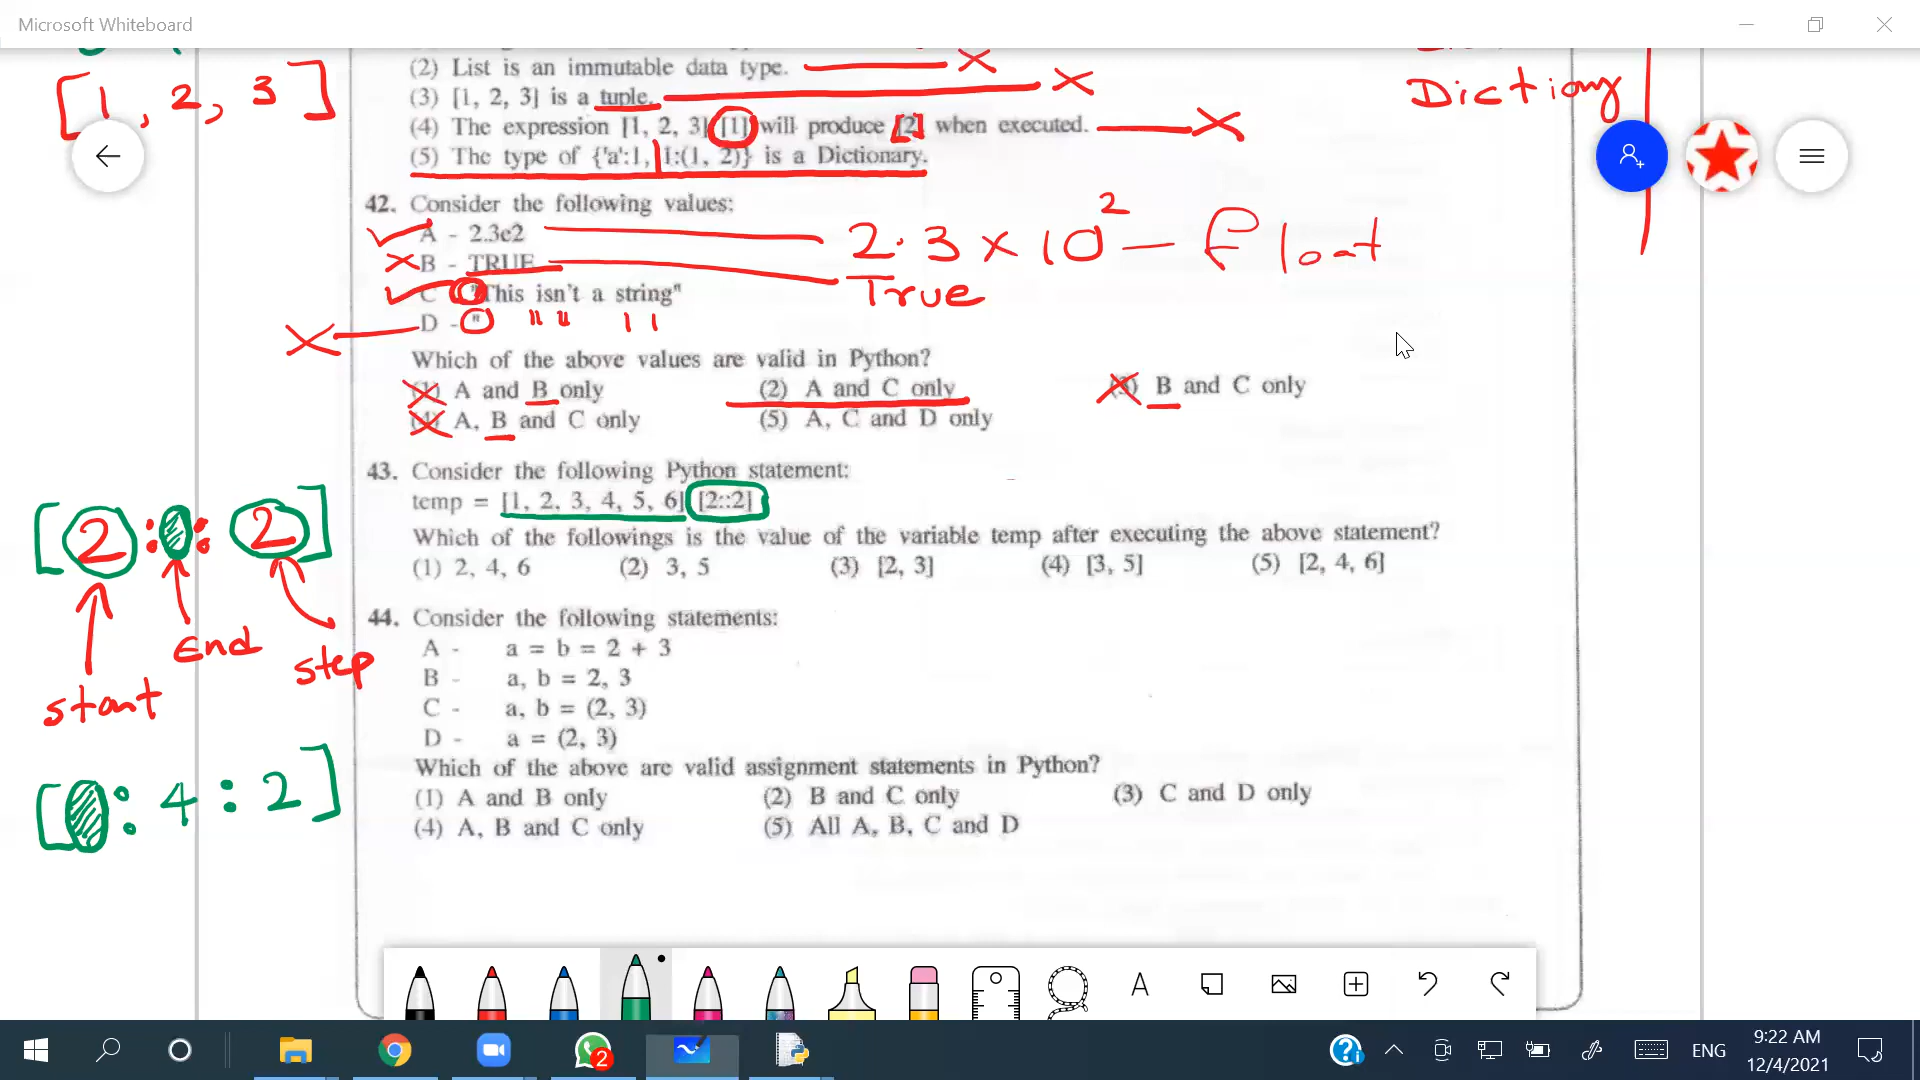 Microsoft Whiteboard
[1, 2, 3]
(2) List is an immutable data type.
(3) [1, 2, 3] is a tuple.
(4) The expression [1, 2, 3] [1] will produce [2] when executed.
(5) The type of {'a':1, 1:(1, 2)} is a Dictionary.
Dictionay
42. Consider the following values:
A - 2.3e2
2.3 × 10² — float
B - TRUE
True
C - "This isn't a string"
D - "
" " ' '
Which of the above values are valid in Python?
(1) A and B only (2) A and C only (3) B and C only
(4) A, B and C only (5) A, C and D only
43. Consider the following Python statement:
temp = [1, 2, 3, 4, 5, 6] [2::2]
Which of the followings is the value of the variable temp after executing the above statement?
(1) 2, 4, 6 (2) 3, 5 (3) [2, 3] (4) [3, 5] (5) [2, 4, 6]
[2 : : 2]
start
End
step
[ : 4 : 2]
44. Consider the following statements:
A - a = b = 2 + 3
B - a, b = 2, 3
C - a, b = (2, 3)
D - a = (2, 3)
Which of the above are valid assignment statements in Python?
(1) A and B only (2) B and C only (3) C and D only
(4) A, B and C only (5) All A, B, C and D
2
ENG
9:22 AM
12/4/2021